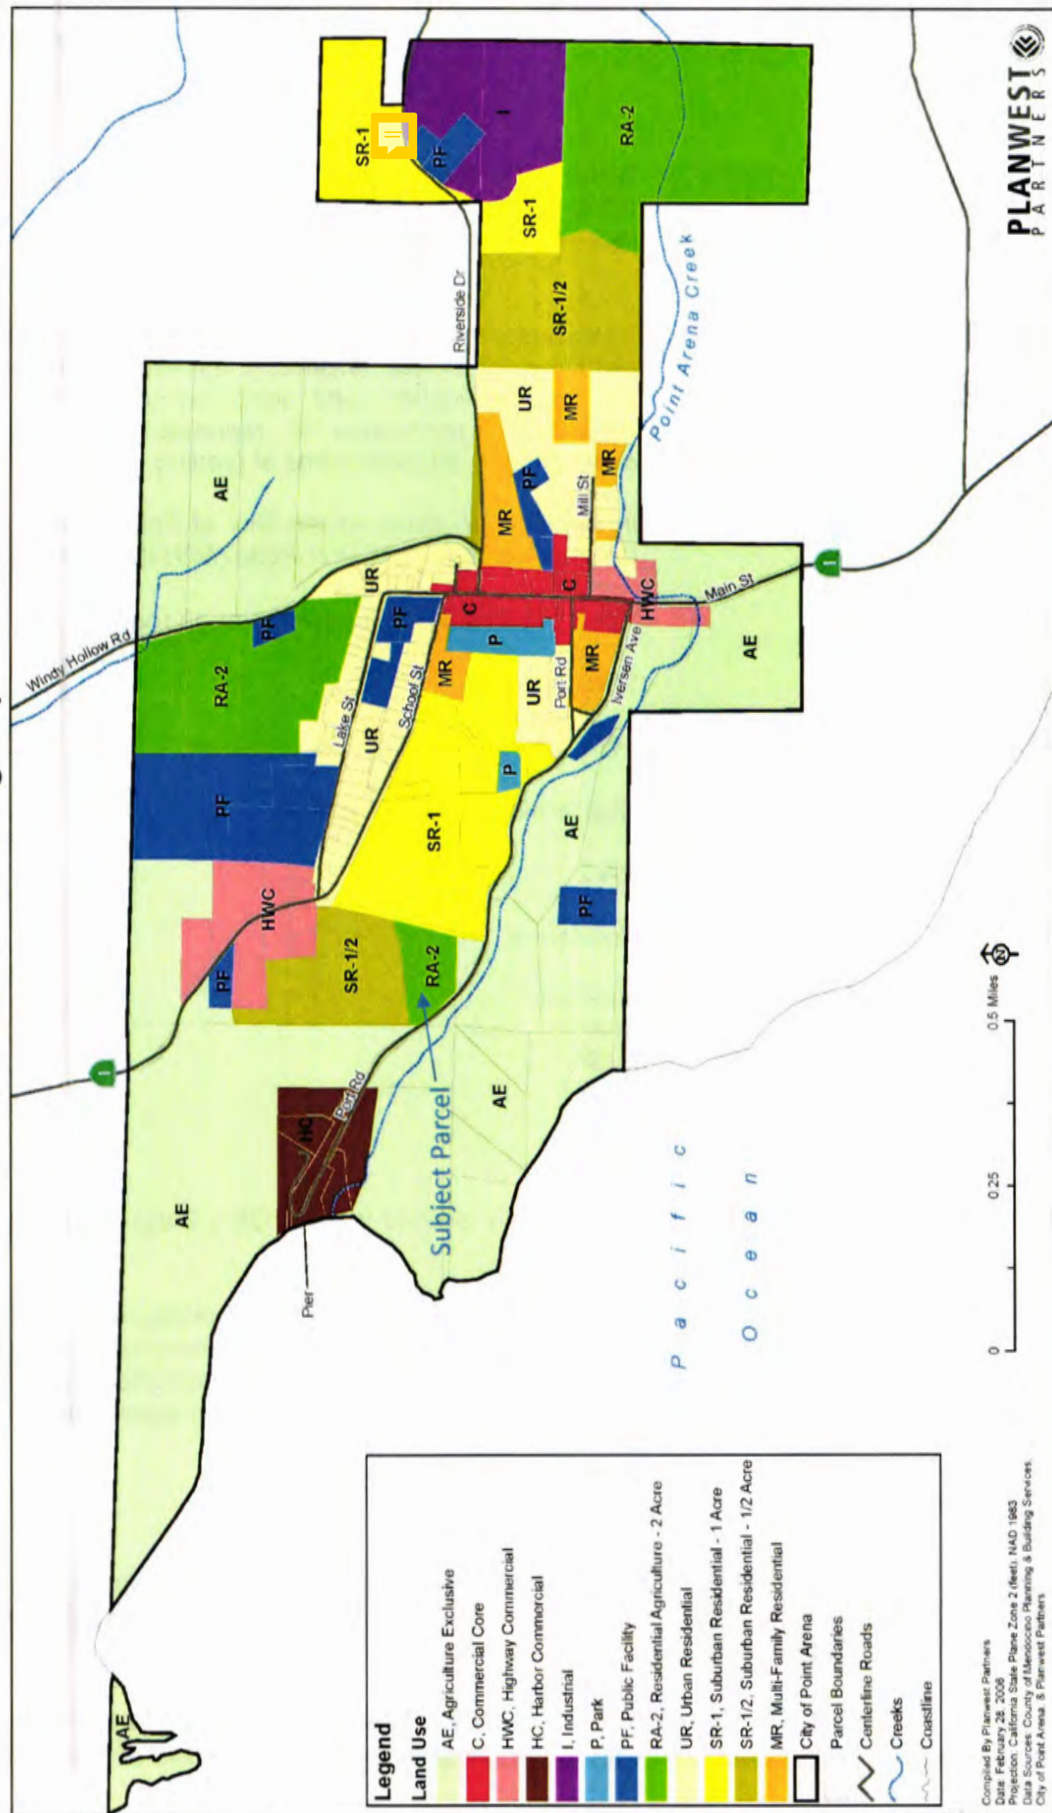 PLANWEST
PARTNERS
SR-1
PF
I
RA-2
SR-1
SR-1/2
Riverside Dr
Point Arena Creek
AE
UR
MR
PF
MR
MR
Mill St
Windy Hollow Rd
RA-2
PF
UR
PF
C
C
HWC
Main St
1
AE
P
MR
MR
UR
Port Rd
Iversen Ave
Lake St
School St
UR
PF
P
SR-1
AE
PF
HWC
PF
SR-1/2
RA-2
1
AE
HC
Port Rd
Subject Parcel
AE
Pier
Pacific
Ocean
AE
0 0.25 0.5 Miles
N
Legend
Land Use
AE, Agriculture Exclusive
C, Commercial Core
HWC, Highway Commercial
HC, Harbor Commercial
I, Industrial
P, Park
PF, Public Facility
RA-2, Residential Agriculture - 2 Acre
UR, Urban Residential
SR-1, Suburban Residential - 1 Acre
SR-1/2, Suburban Residential - 1/2 Acre
MR, Multi-Family Residential
City of Point Arena
Parcel Boundaries
Centerline Roads
Creeks
Coastline
Compiled By Planwest Partners
Date: February 28, 2006
Projection: California State Plane Zone 2 (feet), NAD 1983
Data Sources: County of Mendocino Planning & Building Services,
City of Point Arena, & Planwest Partners